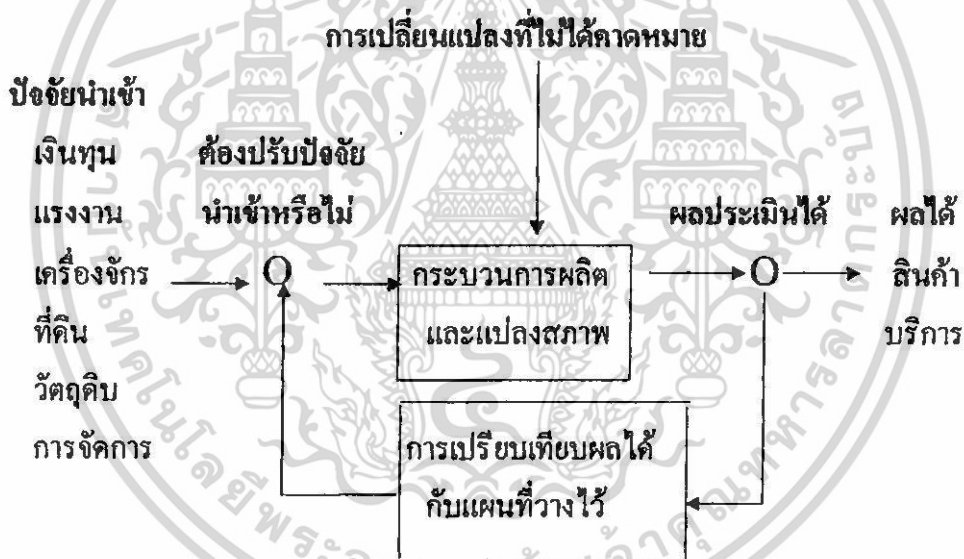 การเปลี่ยนแปลงที่ไม่ได้คาดหมาย
ปัจจัยนำเข้า
เงินทุน
แรงงาน
เครื่องจักร
ที่ดิน
วัตถุดิบ
การจัดการ
ต้องปรับปัจจัย
นำเข้าหรือไม่
กระบวนการผลิต
และแปลงสภาพ
ผลประเมินได้
ผลได้
สินค้า
บริการ
การเปรียบเทียบผลได้
กับแผนที่วางไว้